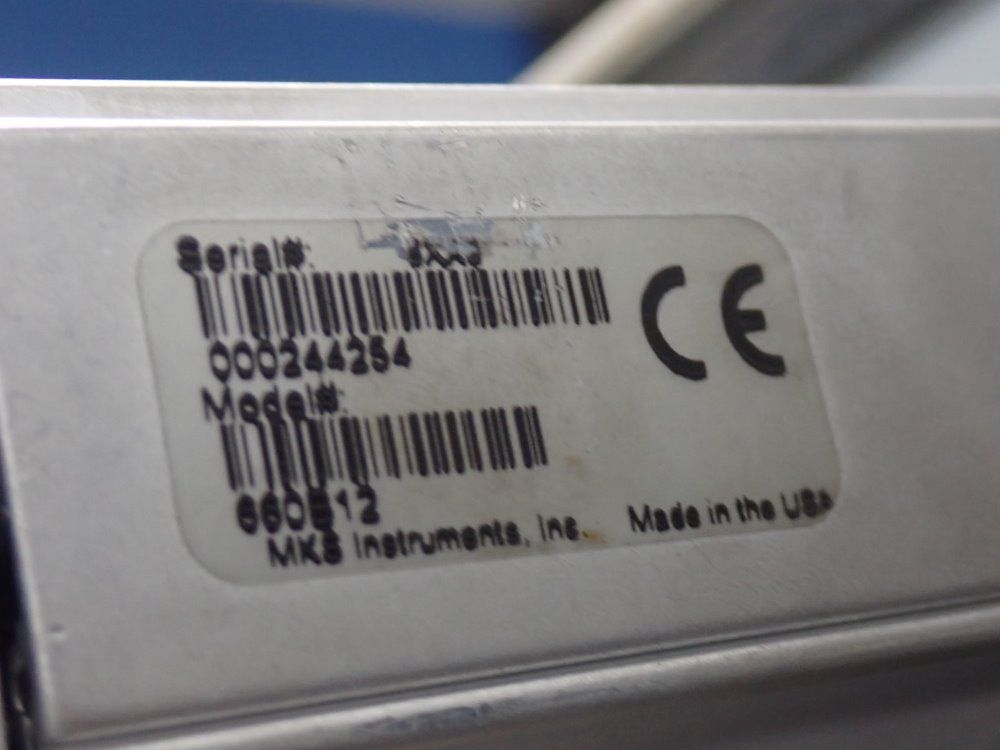 Serial#:
000244254
CE
Model#:
660B12
MKS Instruments, Inc.
Made in the USA